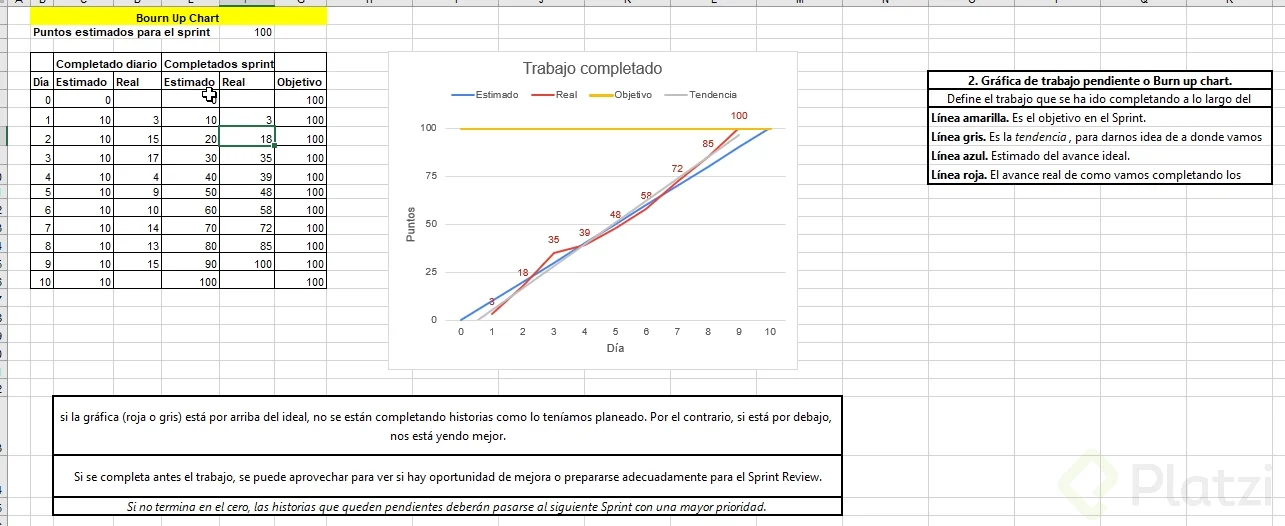 Bourn Up Chart
Puntos estimados para el sprint 100
Completado diario Completados sprint
Día Estimado Real Estimado Real Objetivo
0 0 100
1 10 3 10 3 100
2 10 15 20 18 100
3 10 17 30 35 100
4 10 4 40 39 100
5 10 9 50 48 100
6 10 10 60 58 100
7 10 14 70 72 100
8 10 13 80 85 100
9 10 15 90 100 100
10 10 100 100
Trabajo completado
Estimado Real Objetivo Tendencia
100
75
50
25
0
Puntos
3 18 35 39 48 58 72 85 100
0 1 2 3 4 5 6 7 8 9 10
Día
2. Gráfica de trabajo pendiente o Burn up chart.
Define el trabajo que se ha ido completando a lo largo del
Línea amarilla. Es el objetivo en el Sprint.
Línea gris. Es la tendencia , para darnos idea de a donde vamos
Línea azul. Estimado del avance ideal.
Línea roja. El avance real de como vamos completando los
si la gráfica (roja o gris) está por arriba del ideal, no se están completando historias como lo teníamos planeado. Por el contrario, si está por debajo,
nos está yendo mejor.
Si se completa antes el trabajo, se puede aprovechar para ver si hay oportunidad de mejora o prepararse adecuadamente para el Sprint Review.
Si no termina en el cero, las historias que queden pendientes deberán pasarse al siguiente Sprint con una mayor prioridad.
Platzi